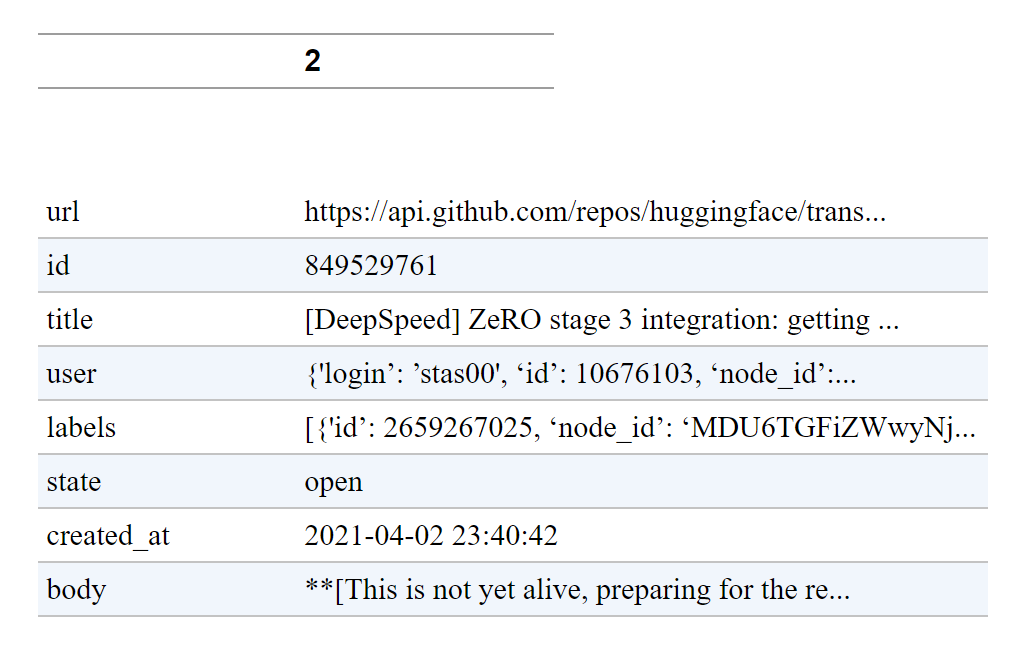 2
url https://api.github.com/repos/huggingface/trans...
id 849529761
title [DeepSpeed] ZeRO stage 3 integration: getting ...
user {'login’: ’stas00', ‘id’: 10676103, ‘node_id’:...
labels [{'id’: 2659267025, ‘node_id’: ‘MDU6TGFiZWwyNj...
state open
created_at 2021-04-02 23:40:42
body **[This is not yet alive, preparing for the re...